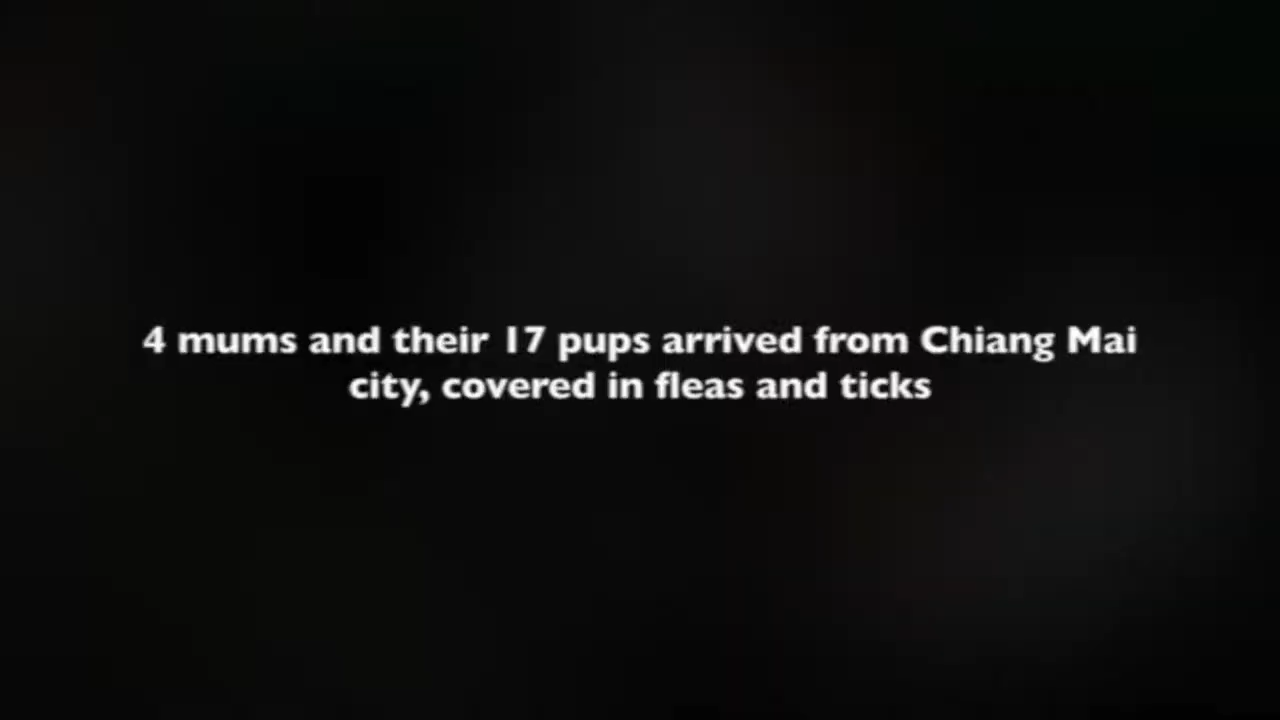 4 mums and their 17 pups arrived from Chiang Mai
city, covered in fleas and ticks